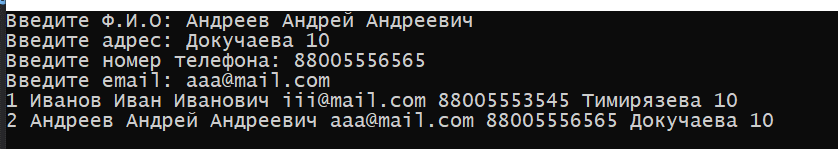 Введите Ф.И.О: Андреев Андрей Андреевич
Введите адрес: Докучаева 10
Введите номер телефона: 88005556565
Введите email: aaa@mail.com
1 Иванов Иван Иванович iii@mail.com 88005553545 Тимирязева 10
2 Андреев Андрей Андреевич aaa@mail.com 88005556565 Докучаева 10